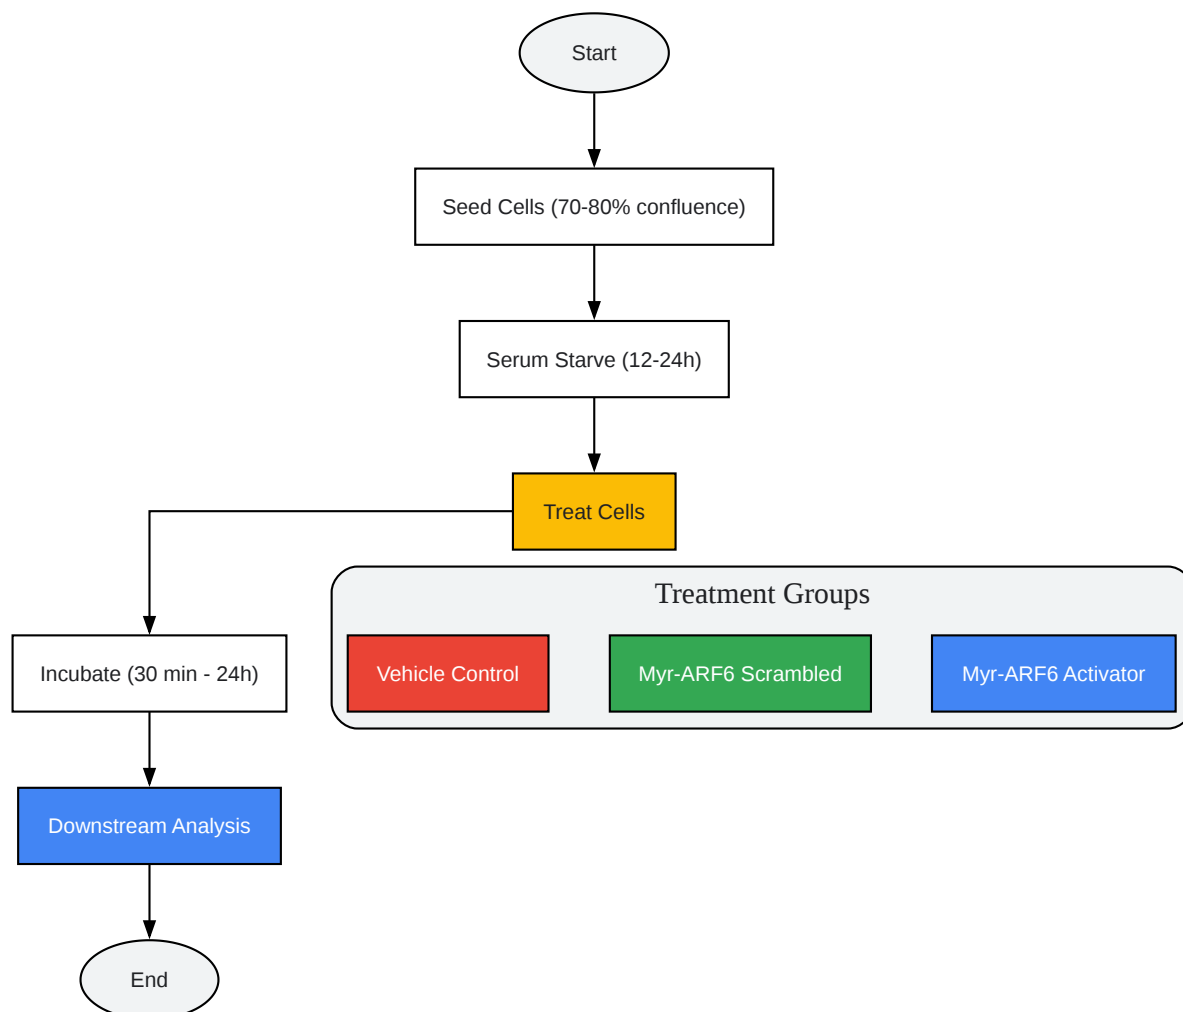 Start
Seed Cells (70-80% confluence)
Serum Starve (12-24h)
Treat Cells
Treatment Groups
Incubate (30 min - 24h)
Vehicle Control
Myr-ARF6 Scrambled
Myr-ARF6 Activator
Downstream Analysis
End